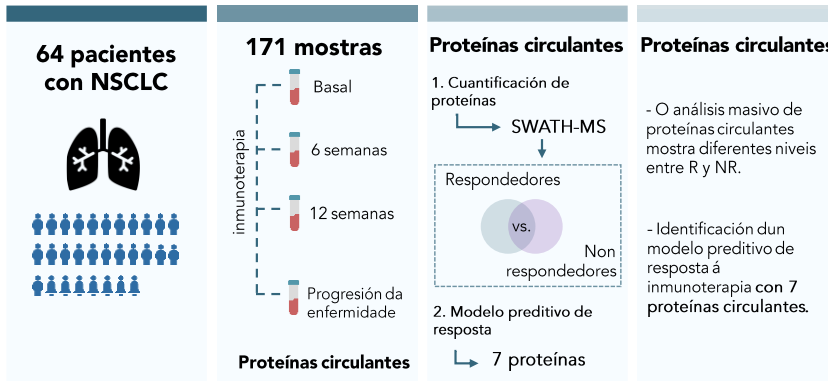 64 pacientes
con NSCLC
171 mostras
inmunoterapia
Basal
6 semanas
12 semanas
Progresión da
enfermidade
Proteínas circulantes
Proteínas circulantes
1. Cuantificación de
proteínas
SWATH-MS
Respondedores
vs.
Non
respondedores
2. Modelo preditivo de
resposta
7 proteínas
Proteínas circulantes
- O análisis masivo de
proteínas circulantes
mostra diferentes niveis
entre R y NR.
- Identificación dun
modelo preditivo de
resposta á
inmunoterapia con 7
proteínas circulantes.